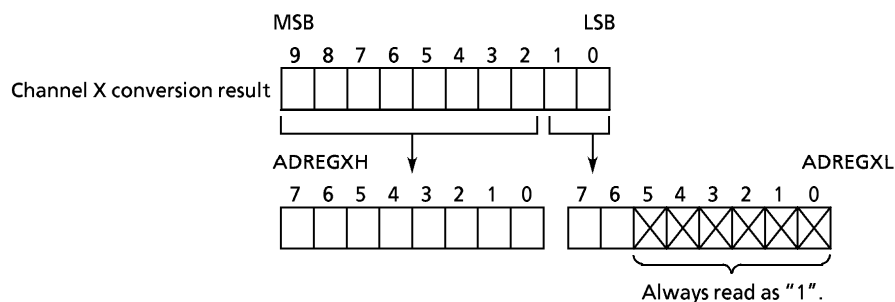 MSB LSB
9 8 7 6 5 4 3 2 1 0
Channel X conversion result
ADREGXH ADREGXL
7 6 5 4 3 2 1 0 7 6 5 4 3 2 1 0
Always read as "1".